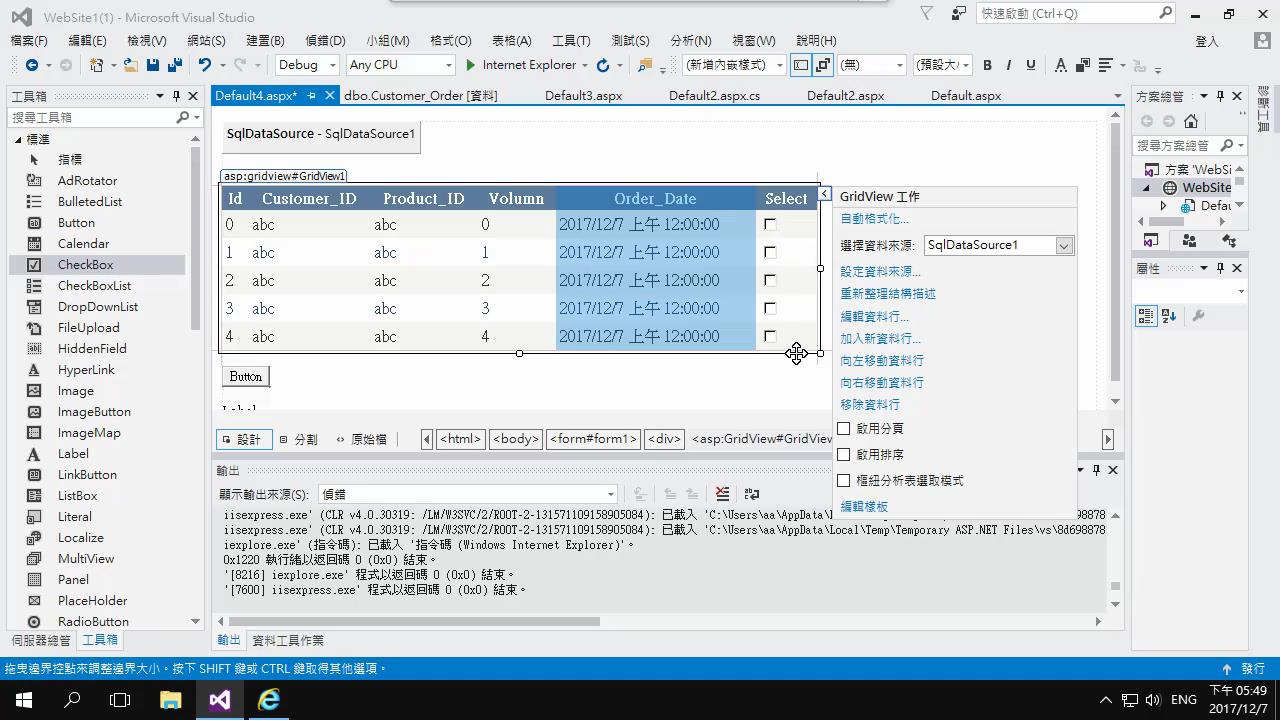 WebSite1(1) - Microsoft Visual Studio
快速啟動 (Ctrl+Q)
檔案(F) 編輯(E) 檢視(V) 網站(S) 建置(B) 偵錯(D) 小組(M) 格式(O) 表格(A) 工具(T) 測試(S) 分析(N) 視窗(W) 說明(H) 登入
Debug Any CPU Internet Explorer (新增內嵌樣式) (無) (預設大 B I U A
工具箱
Default4.aspx* dbo.Customer_Order [資料] Default3.aspx Default2.aspx.cs Default2.aspx Default.aspx
方案總管
搜尋工具箱
標準
指標
AdRotator
BulletedList
Button
Calendar
CheckBox
CheckBoxList
DropDownList
FileUpload
HiddenField
HyperLink
Image
ImageButton
ImageMap
Label
LinkButton
ListBox
Literal
Localize
MultiView
Panel
PlaceHolder
RadioButton
伺服器總管 工具箱
SqlDataSource - SqlDataSource1
asp:gridview#GridView1
Id Customer_ID Product_ID Volumn Order_Date Select
0 abc abc 0 2017/12/7 上午 12:00:00
1 abc abc 1 2017/12/7 上午 12:00:00
2 abc abc 2 2017/12/7 上午 12:00:00
3 abc abc 3 2017/12/7 上午 12:00:00
4 abc abc 4 2017/12/7 上午 12:00:00
Button
GridView 工作
自動格式化...
選擇資料來源: SqlDataSource1
設定資料來源...
重新整理結構描述
編輯資料行...
加入新資料行...
向左移動資料行
向右移動資料行
移除資料行
啟用分頁
啟用排序
樞紐分析表選取模式
編輯樣板
設計 分割 原始檔 <html> <body> <form#form1> <div> <asp:GridView#GridView
輸出
顯示輸出來源(S): 偵錯
iisexpress.exe' (CLR v4.0.30319: /LM/W3SVC/2/ROOT-2-131571109158905084): 已載入 'C:\Users\aa\AppData\
iisexpress.exe' (CLR v4.0.30319: /LM/W3SVC/2/ROOT-2-131571109158905084): 已載入 'C:\Users\aa\AppData\Local\Temp\Temporary ASP.NET Files\vs\8d698878
iexplore.exe' (指令碼): 已載入 '指令碼 (Windows Internet Explorer)'。
0x1220 執行緒以返回碼 0 (0x0) 結束。
'[8216] iexplore.exe' 程式以返回碼 0 (0x0) 結束。
'[7600] iisexpress.exe' 程式以返回碼 0 (0x0) 結束。
輸出 資料工具作業
搜尋方案總管
方案 'WebSi
WebSite
Defau
屬性
拖曳邊界控點來調整邊界大小。按下 SHIFT 鍵或 CTRL 鍵取得其他選項。
發行
ENG
下午 05:49
2017/12/7